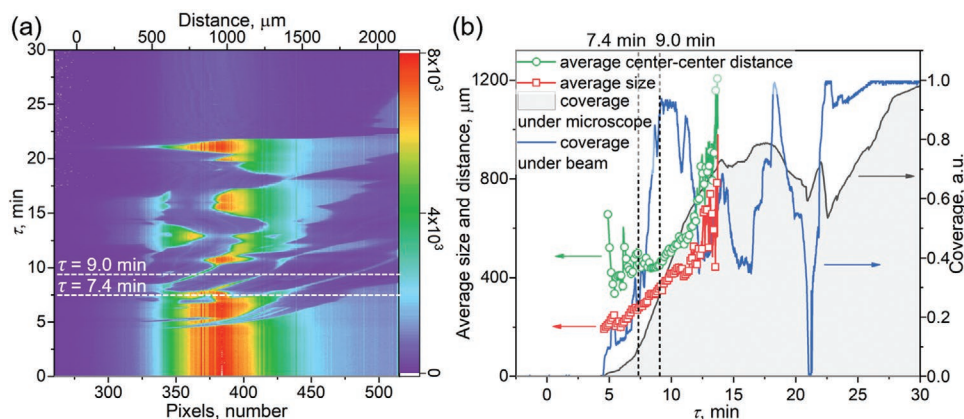 (a)
Distance, μm
0 500 1000 1500 2000
30
25
20
15
10
5
0
τ, min
τ = 9.0 min
τ = 7.4 min
260 300 350 400 450 500
Pixels, number
8x10³
4x10³
0
(b)
7.4 min 9.0 min
average center-center distance
average size
coverage
under microscope
coverage
under beam
1200
1000
800
600
400
200
0
Average size and distance, μm
0 5 10 15 20 25 30
τ, min
1.0
0.8
0.6
0.4
0.2
0.0
Coverage, a.u.